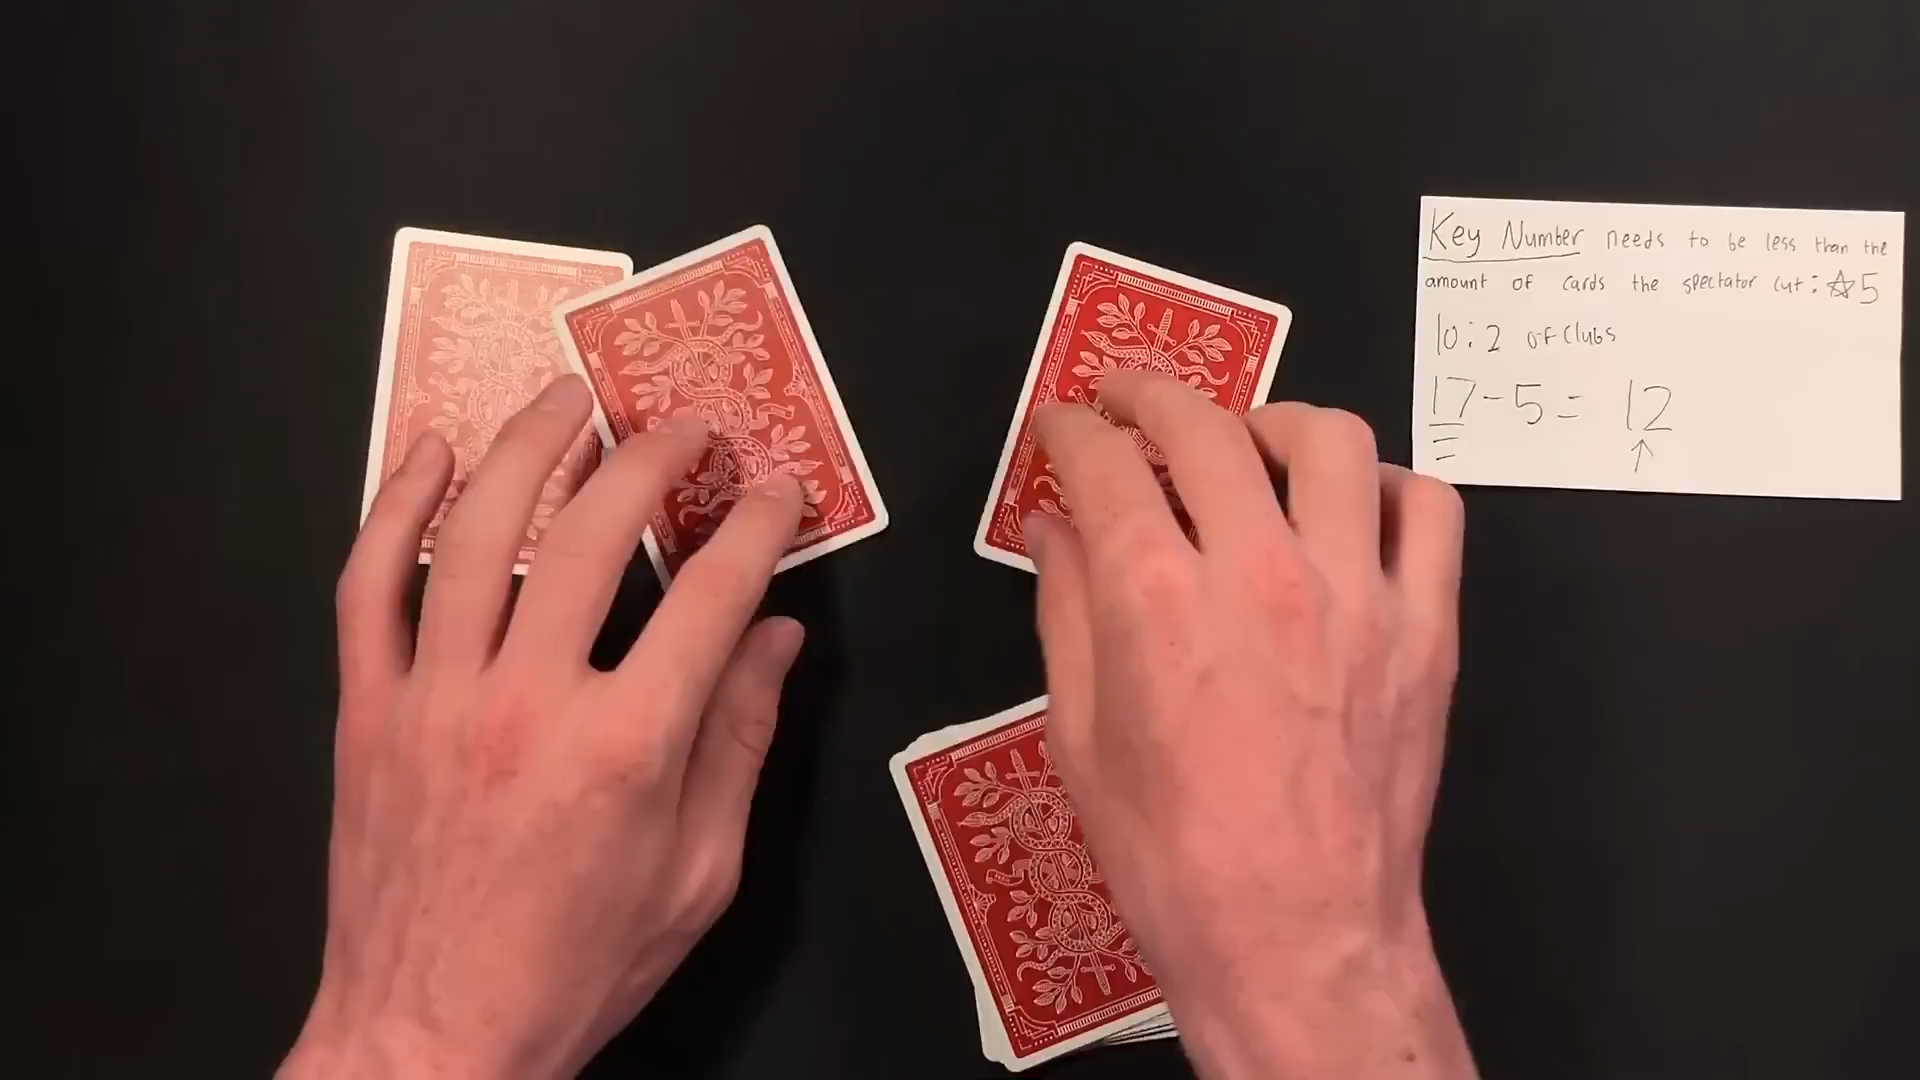 Key Number needs to be less than the
amount of cards the spectator cut: ☆5
10: 2 of Clubs
17-5= 12
↑